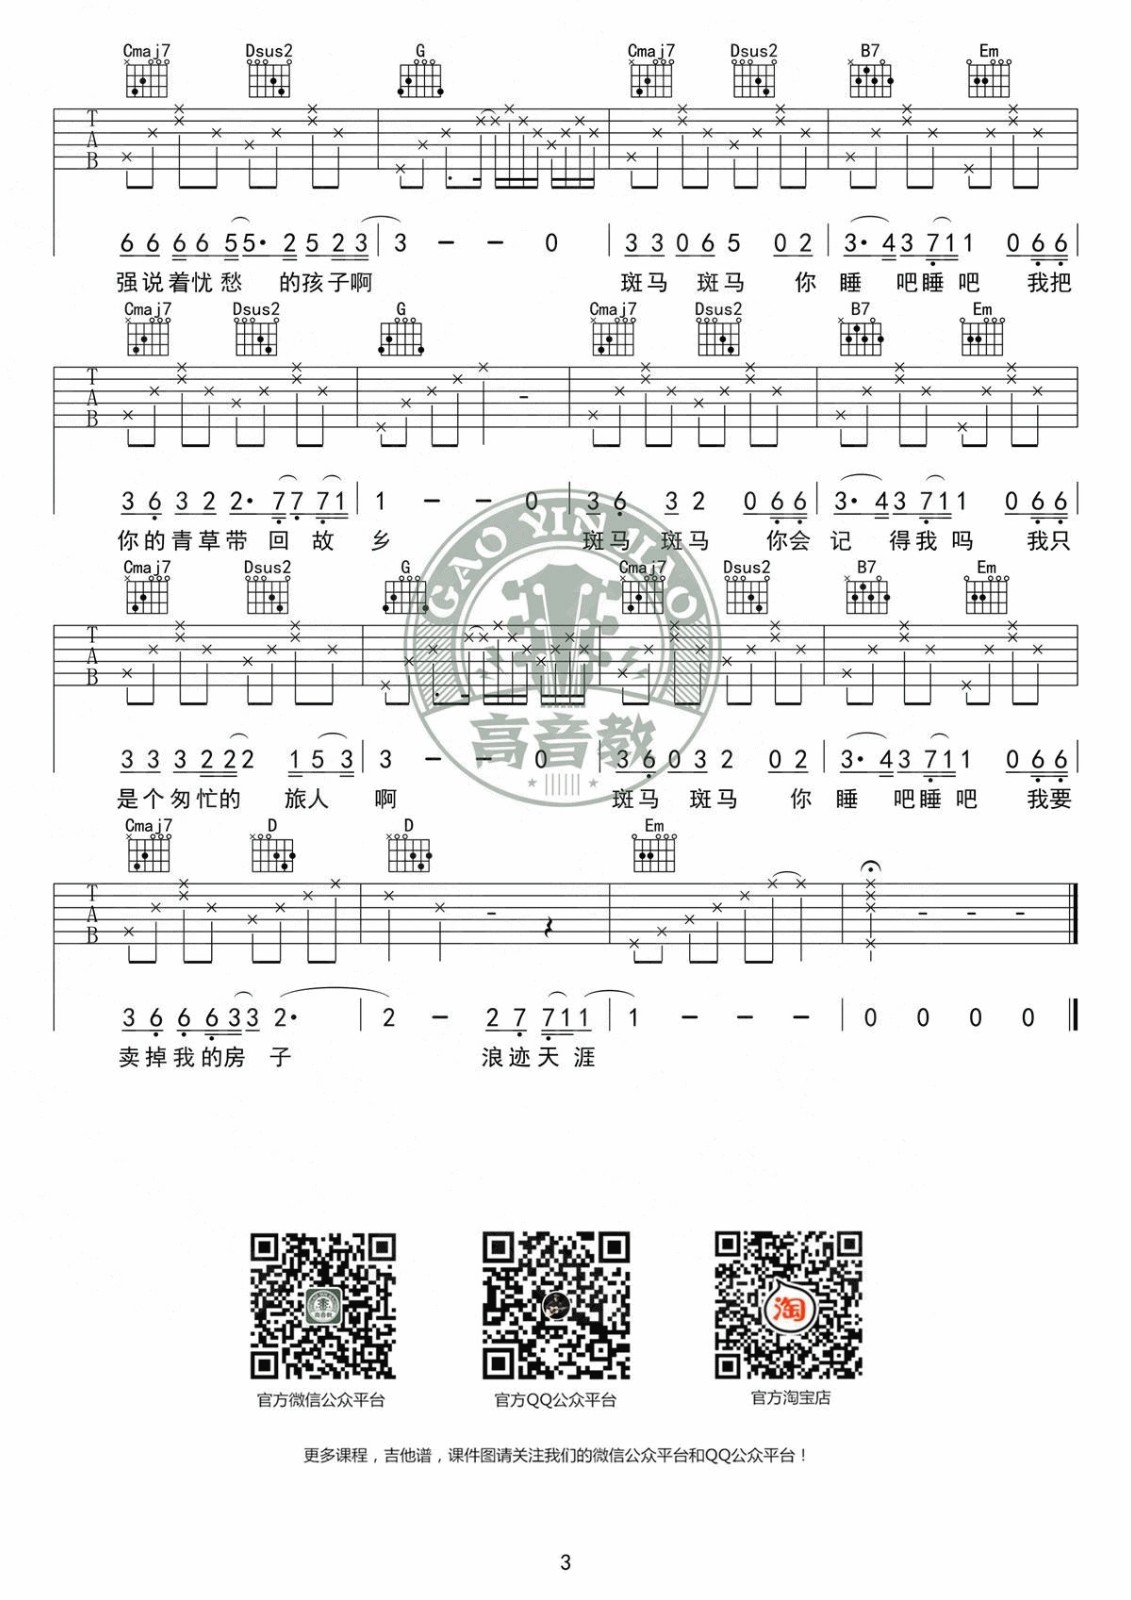 Cmaj7 Dsus2 G Cmaj7 Dsus2 B7 Em
T
A
B
6 6 6 6 5 5· 2 5 2 3 | 3 — — 0 | 3 3 0 6 5 0 2 | 3· 4 3 7 1 1 0 6 6 |
强说着忧愁 的孩子啊 斑马 斑马 你 睡 吧睡 吧 我把
Cmaj7 Dsus2 G Cmaj7 Dsus2 B7 Em
T
A
B
3 6 3 2 2· 7 7 7 1 | 1 — — 0 | 3 6 3 2 0 6 6 | 3· 4 3 7 1 1 0 6 6 |
你的青草带 回 故 乡 斑马 斑马 你会 记 得我 吗 我只
Cmaj7 Dsus2 G Cmaj7 Dsus2 B7 Em
T
A
B
3 3 3 2 2 2 1 5 3 | 3 — — 0 | 3 6 0 3 2 0 2 | 3· 4 3 7 1 1 0 6 6 |
是个匆忙的 旅人 啊 斑马 斑马 你 睡 吧睡 吧 我要
Cmaj7 D D Em
T
A
B
3 6 6 6 3 3 2· | 2 — 2 7 7 1 1 | 1 — — — | 0 0 0 0
卖掉我的房 子 浪迹天 涯
GAO YIN JIAO
高音教
高音教
淘
官方微信公众平台 官方QQ公众平台 官方淘宝店
更多课程，吉他谱，课件图请关注我们的微信公众平台和QQ公众平台！
3